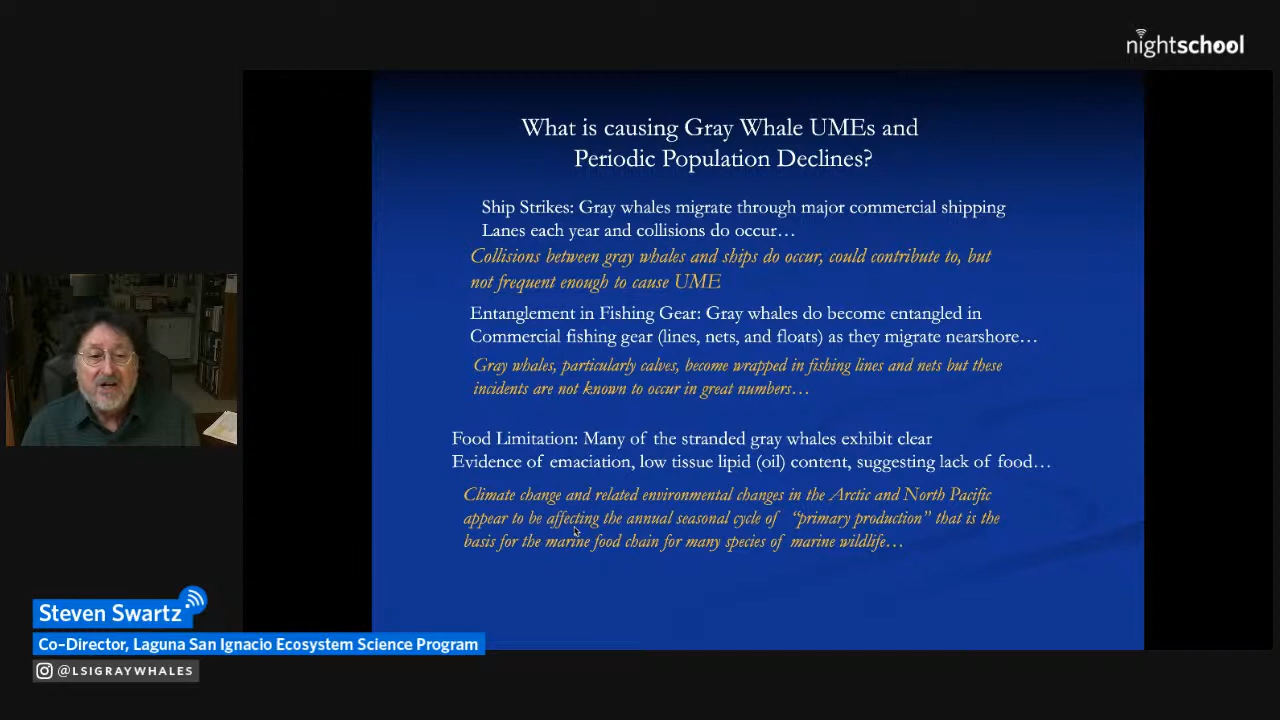 nightschool
What is causing Gray Whale UMEs and
Periodic Population Declines?
Ship Strikes: Gray whales migrate through major commercial shipping
Lanes each year and collisions do occur…
Collisions between gray whales and ships do occur, could contribute to, but
not frequent enough to cause UME
Entanglement in Fishing Gear: Gray whales do become entangled in
Commercial fishing gear (lines, nets, and floats) as they migrate nearshore…
Gray whales, particularly calves, become wrapped in fishing lines and nets but these
incidents are not known to occur in great numbers…
Food Limitation: Many of the stranded gray whales exhibit clear
Evidence of emaciation, low tissue lipid (oil) content, suggesting lack of food…
Climate change and related environmental changes in the Arctic and North Pacific
appear to be affecting the annual seasonal cycle of “primary production” that is the
basis for the marine food chain for many species of marine wildlife…
Steven Swartz
Co-Director, Laguna San Ignacio Ecosystem Science Program
@LSIGRAYWHALES